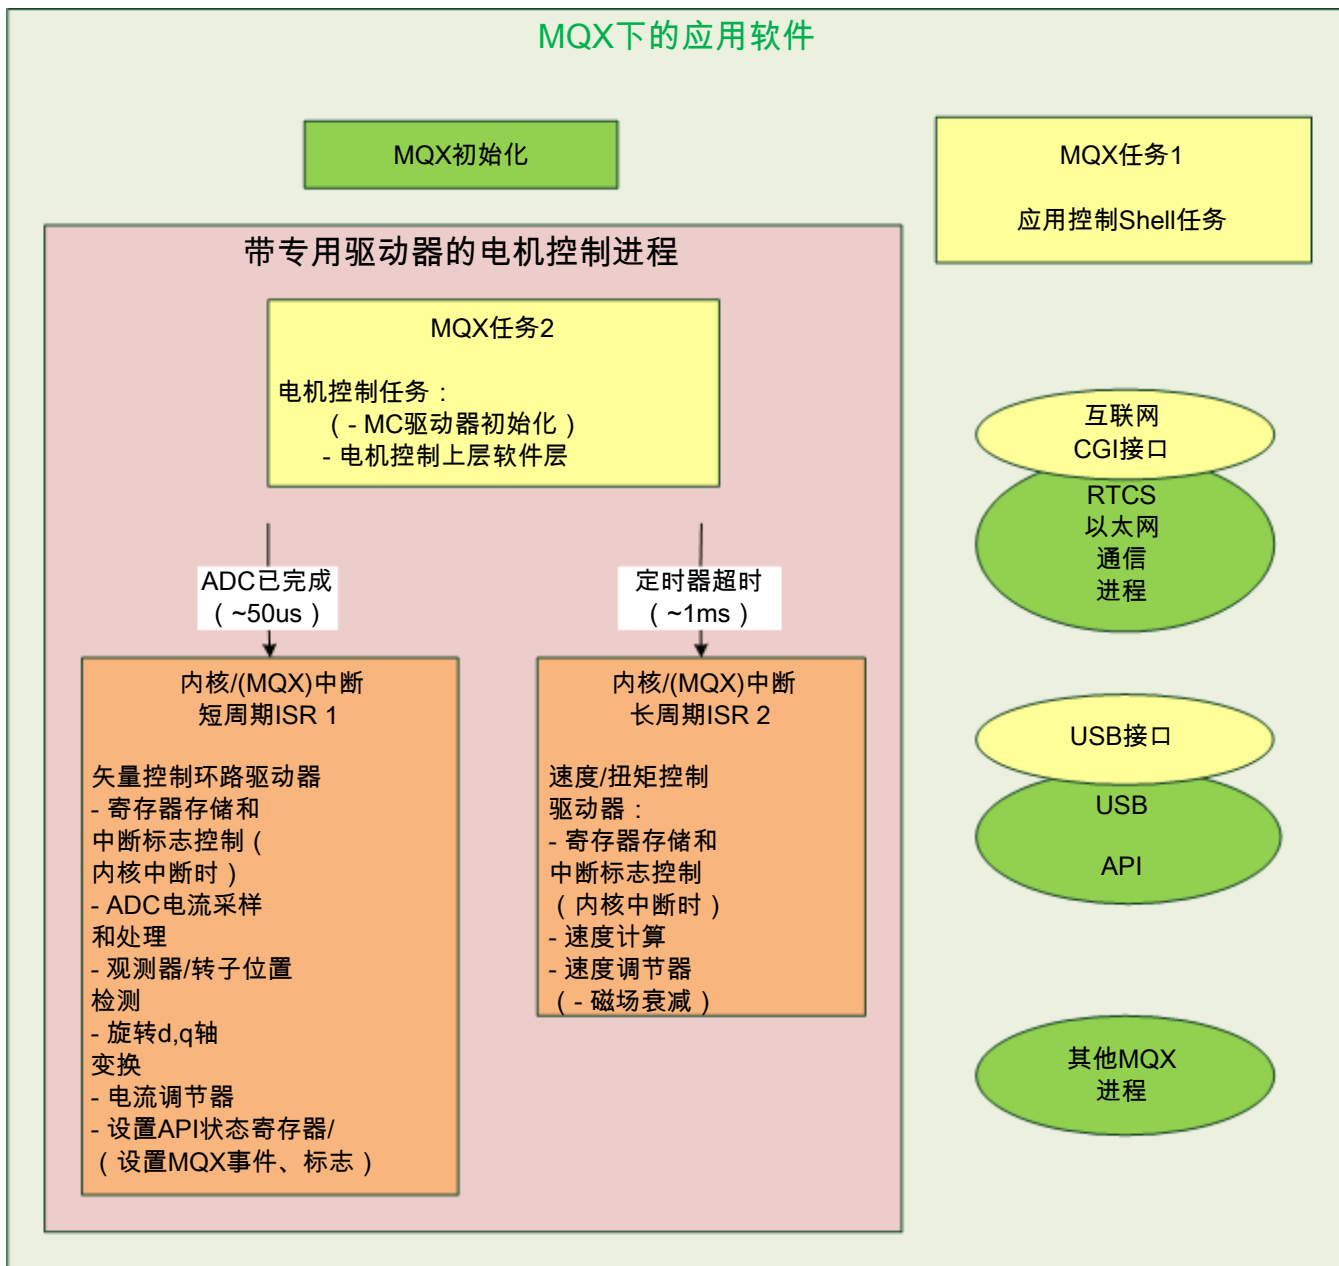 MQX下的应用软件
MQX初始化
MQX任务1
应用控制Shell任务
带专用驱动器的电机控制进程
MQX任务2
电机控制任务：
（- MC驱动器初始化）
- 电机控制上层软件层
ADC已完成
（~50us）
定时器超时
（~1ms）
内核/(MQX)中断
短周期ISR 1
矢量控制环路驱动器
- 寄存器存储和
中断标志控制（
内核中断时）
- ADC电流采样
和处理
- 观测器/转子位置
检测
- 旋转d,q轴
变换
- 电流调节器
- 设置API状态寄存器/
（设置MQX事件、标志）
内核/(MQX)中断
长周期ISR 2
速度/扭矩控制
驱动器：
- 寄存器存储和
中断标志控制
（内核中断时）
- 速度计算
- 速度调节器
（- 磁场衰减）
互联网
CGI接口
RTCS
以太网
通信
进程
USB接口
USB
API
其他MQX
进程